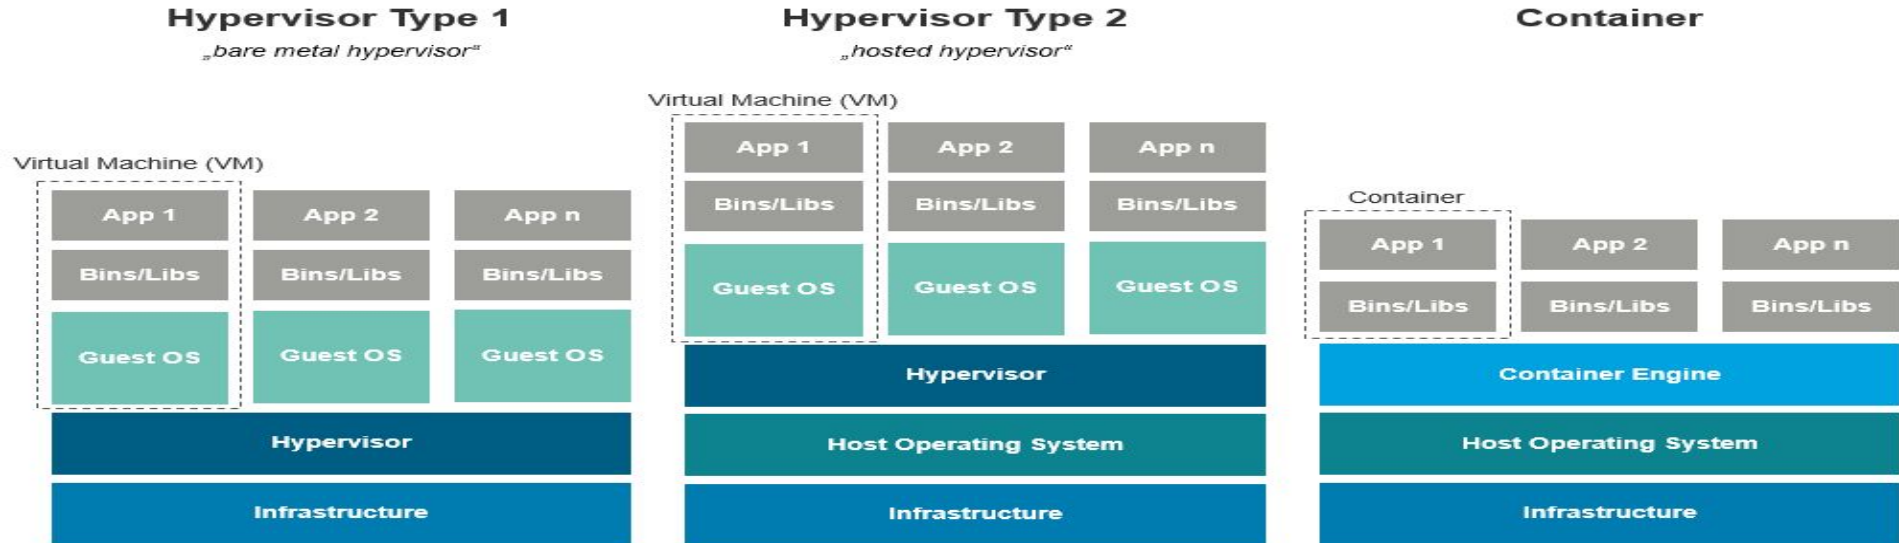 Hypervisor Type 1
„bare metal hypervisor“
Virtual Machine (VM)
App 1
App 2
App n
Bins/Libs
Bins/Libs
Bins/Libs
Guest OS
Guest OS
Guest OS
Hypervisor
Infrastructure
Hypervisor Type 2
„hosted hypervisor“
Virtual Machine (VM)
App 1
App 2
App n
Bins/Libs
Bins/Libs
Bins/Libs
Guest OS
Guest OS
Guest OS
Hypervisor
Host Operating System
Infrastructure
Container
Container
App 1
App 2
App n
Bins/Libs
Bins/Libs
Bins/Libs
Container Engine
Host Operating System
Infrastructure